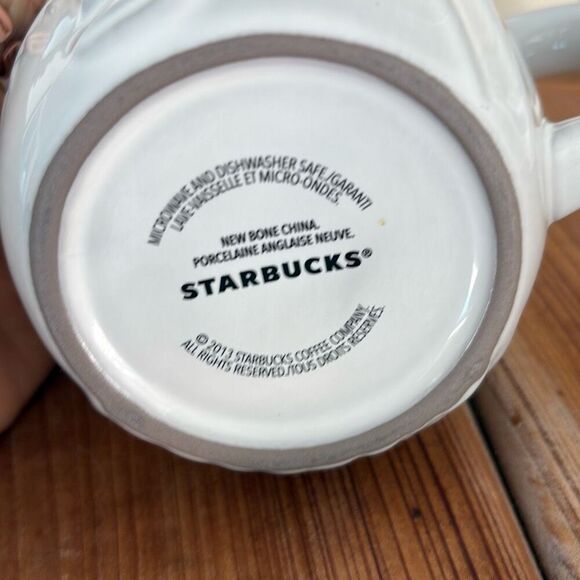 MICROWAVE AND DISHWASHER SAFE./GARANTI
LAVE-VAISSELLE ET MICRO-ONDES.
NEW BONE CHINA.
PORCELAINE ANGLAISE NEUVE.
STARBUCKS®
© 2013 STARBUCKS COFFEE COMPANY.
ALL RIGHTS RESERVED./TOUS DROITS RÉSERVÉS.